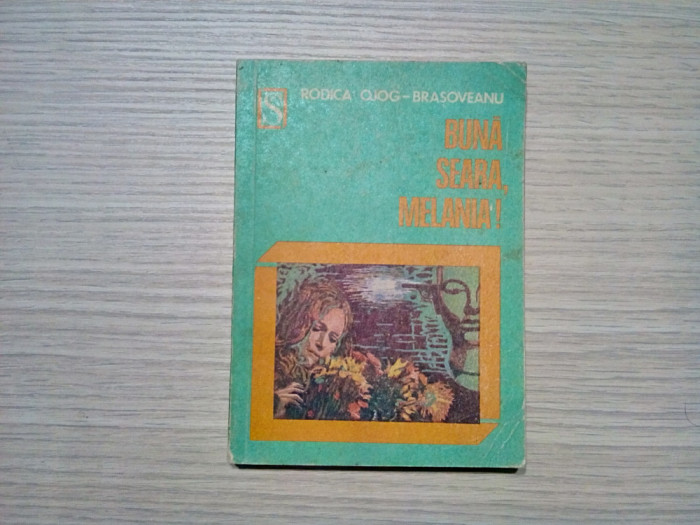 RODICA OJOG-BRAȘOVEANU
BUNĂ
SEARA,
MELANIA!